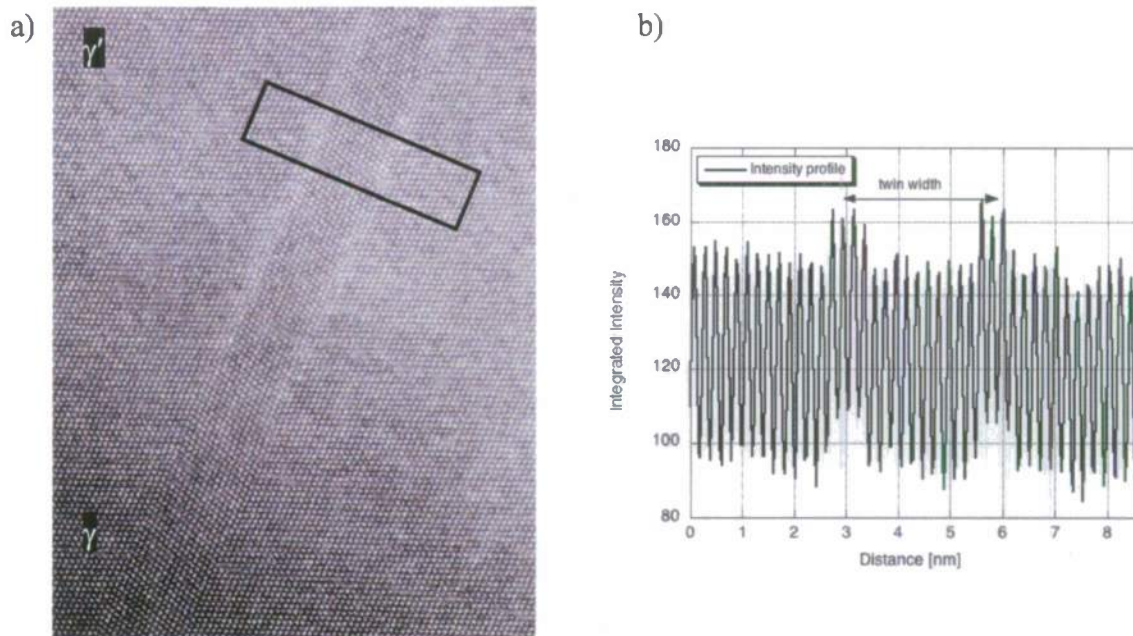 a)
γ'
γ
b)
180
160
140
120
100
80
Integrated Intensity
Intensity profile
twin width
0 1 2 3 4 5 6 7 8
Distance [nm]